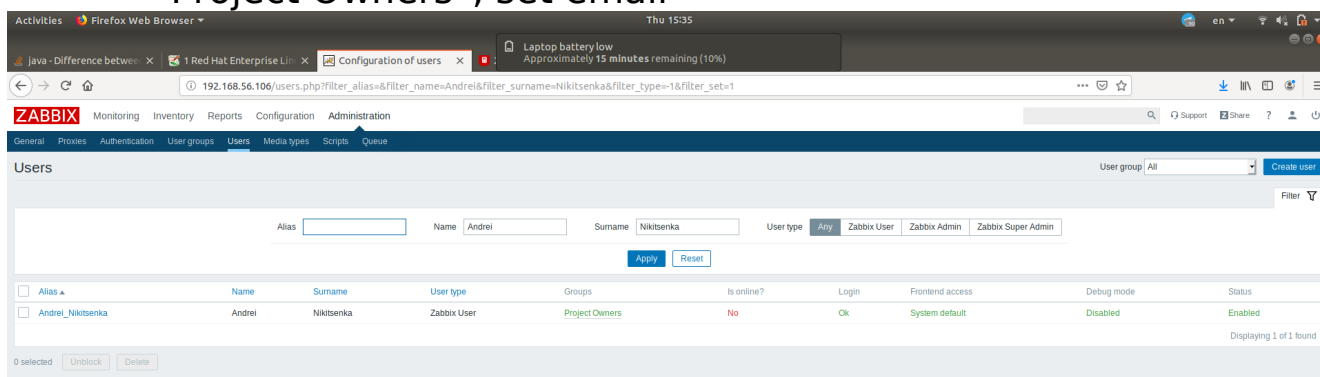 "Project Owners", set email
Activities Firefox Web Browser Thu 15:35 en
Laptop battery low
Approximately 15 minutes remaining (10%)
java - Difference betwee 1 Red Hat Enterprise Lin Configuration of users
192.168.56.106/users.php?filter_alias=&filter_name=Andrei&filter_surname=Nikitsenka&filter_type=-1&filter_set=1
ZABBIX Monitoring Inventory Reports Configuration Administration Support Z Share ?
General Proxies Authentication User groups Users Media types Scripts Queue
Users User group All Create user
Filter
Alias Name Andrei Surname Nikitsenka User type Any Zabbix User Zabbix Admin Zabbix Super Admin
Apply Reset
Alias Name Surname User type Groups Is online? Login Frontend access Debug mode Status
Andrei_Nikitsenka Andrei Nikitsenka Zabbix User Project Owners No Ok System default Disabled Enabled
Displaying 1 of 1 found
0 selected Unblock Delete